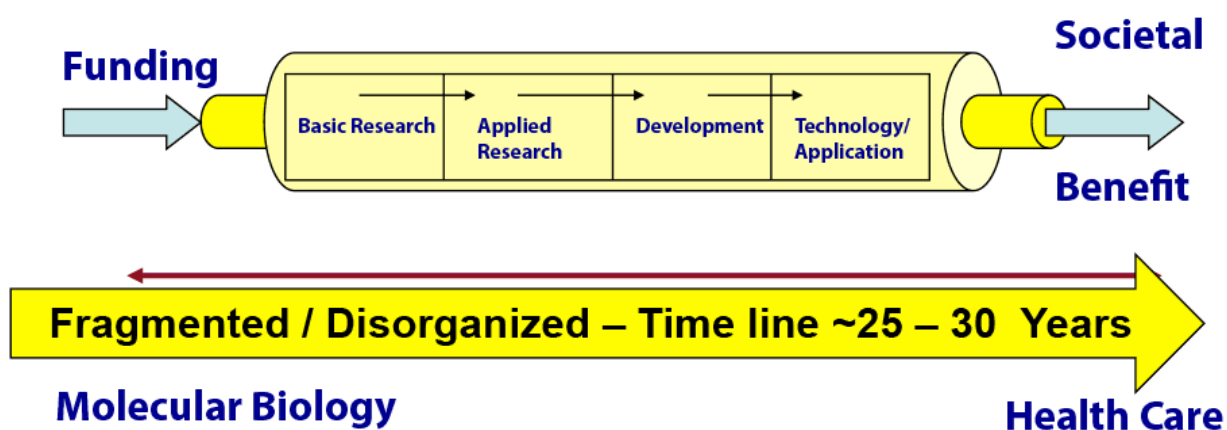 Funding
Societal
Basic Research
Applied
Research
Development
Technology/
Application
Benefit
Fragmented / Disorganized – Time line ~25 – 30 Years
Molecular Biology
Health Care